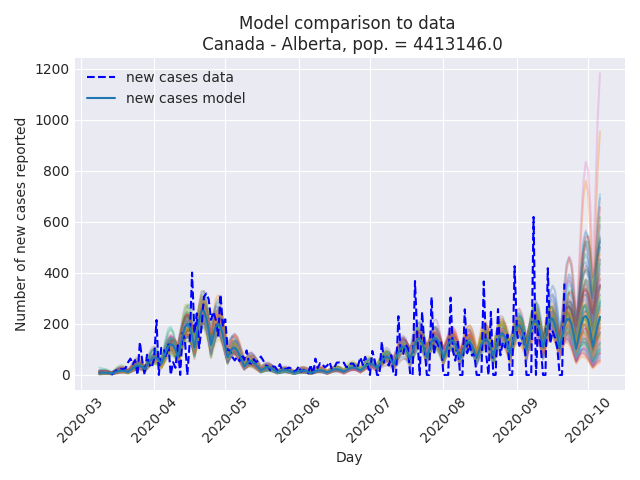 Model comparison to data
Canada - Alberta, pop. = 4413146.0
new cases data
new cases model
Number of new cases reported
1200
1000
800
600
400
200
0
2020-03
2020-04
2020-05
2020-06
2020-07
2020-08
2020-09
2020-10
Day